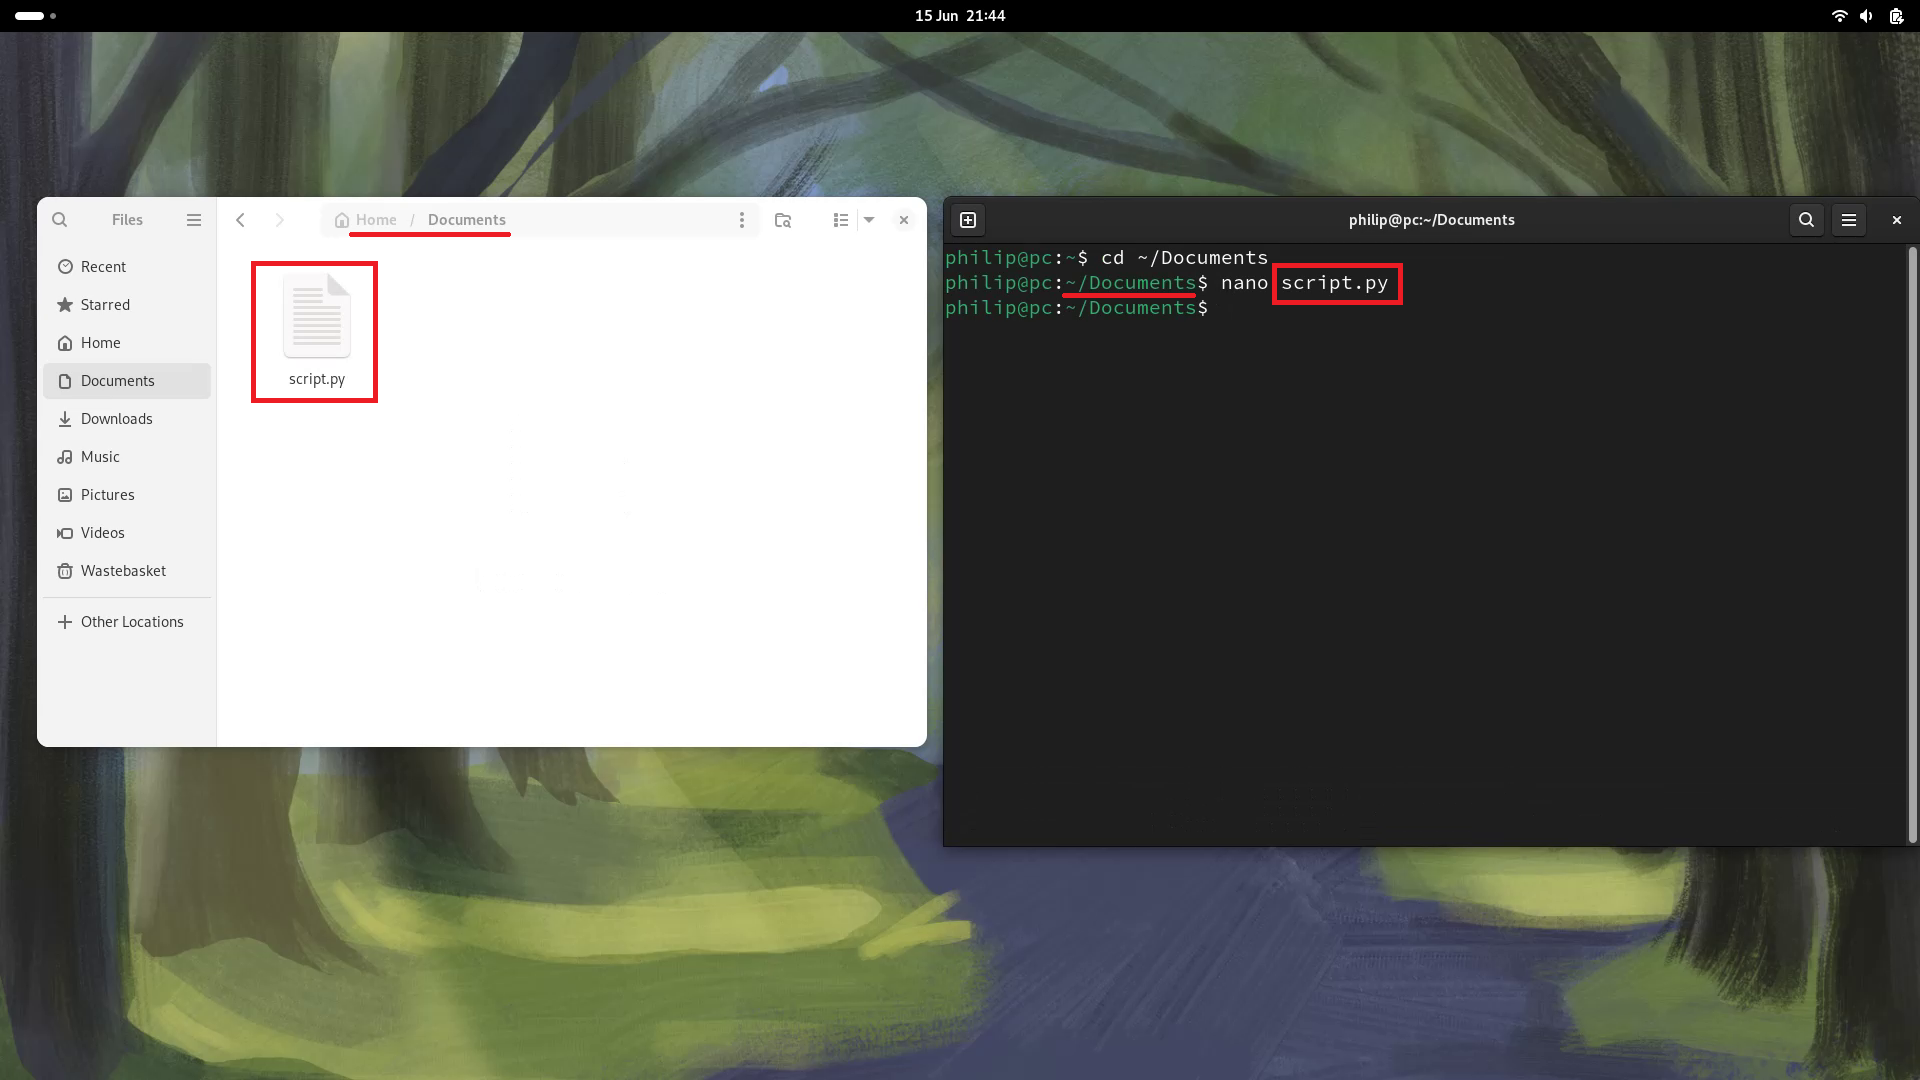 15 Jun 21:44
Files
Home / Documents
Recent
Starred
Home
Documents
Downloads
Music
Pictures
Videos
Wastebasket
Other Locations
script.py
philip@pc:~/Documents
philip@pc:~$ cd ~/Documents
philip@pc:~/Documents$ nano script.py
philip@pc:~/Documents$